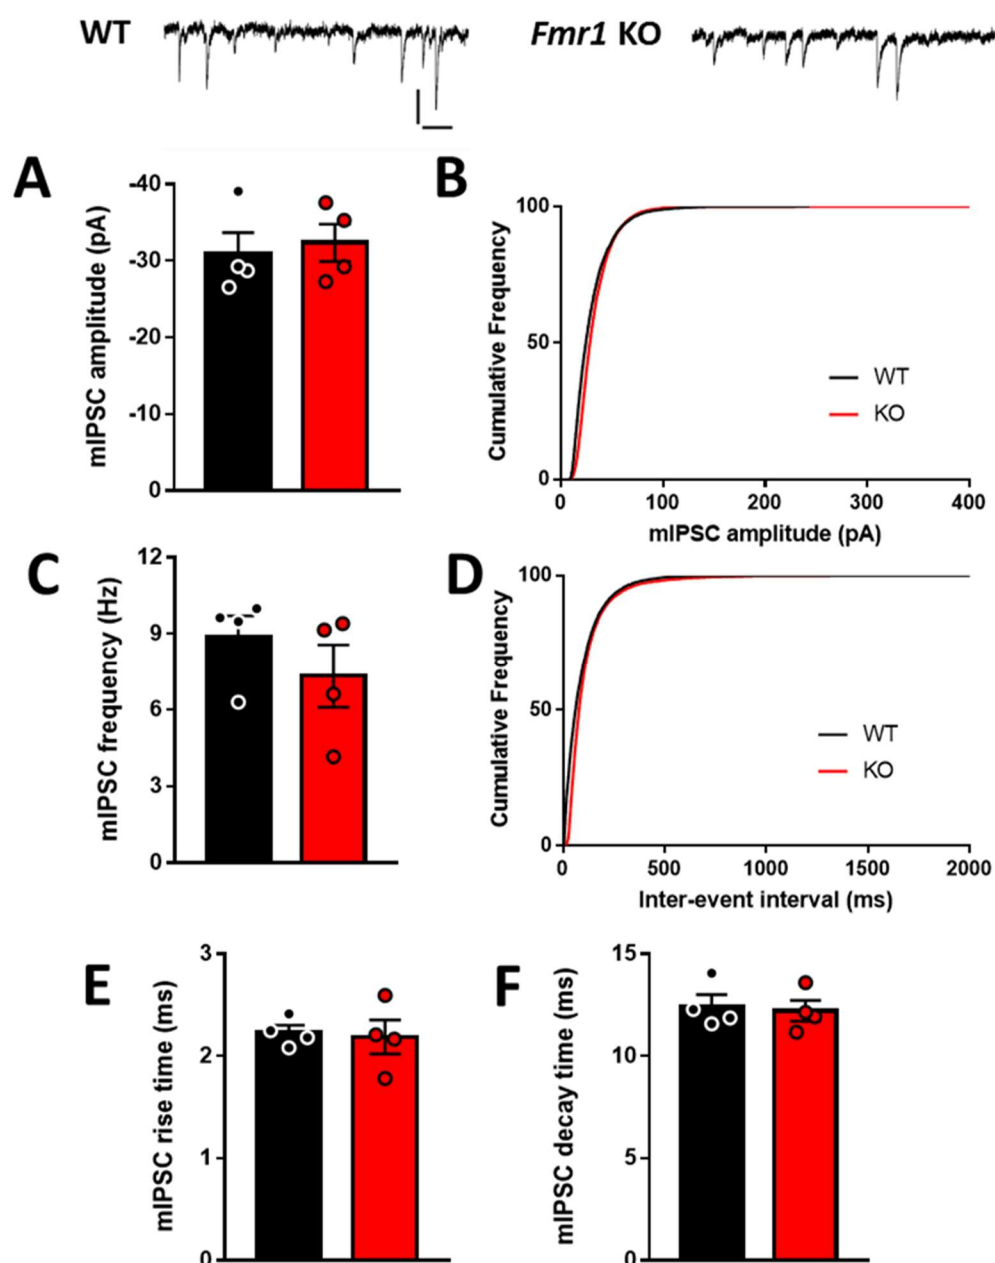 WT
Fmr1 KO
A
mIPSC amplitude (pA)
-40
-30
-20
-10
0
B
Cumulative Frequency
100
50
0
WT
KO
0 100 200 300 400
mIPSC amplitude (pA)
C
mIPSC frequency (Hz)
12
9
6
3
0
D
Cumulative Frequency
100
50
0
WT
KO
0 500 1000 1500 2000
Inter-event interval (ms)
E
mIPSC rise time (ms)
3
2
1
0
F
mIPSC decay time (ms)
15
10
5
0